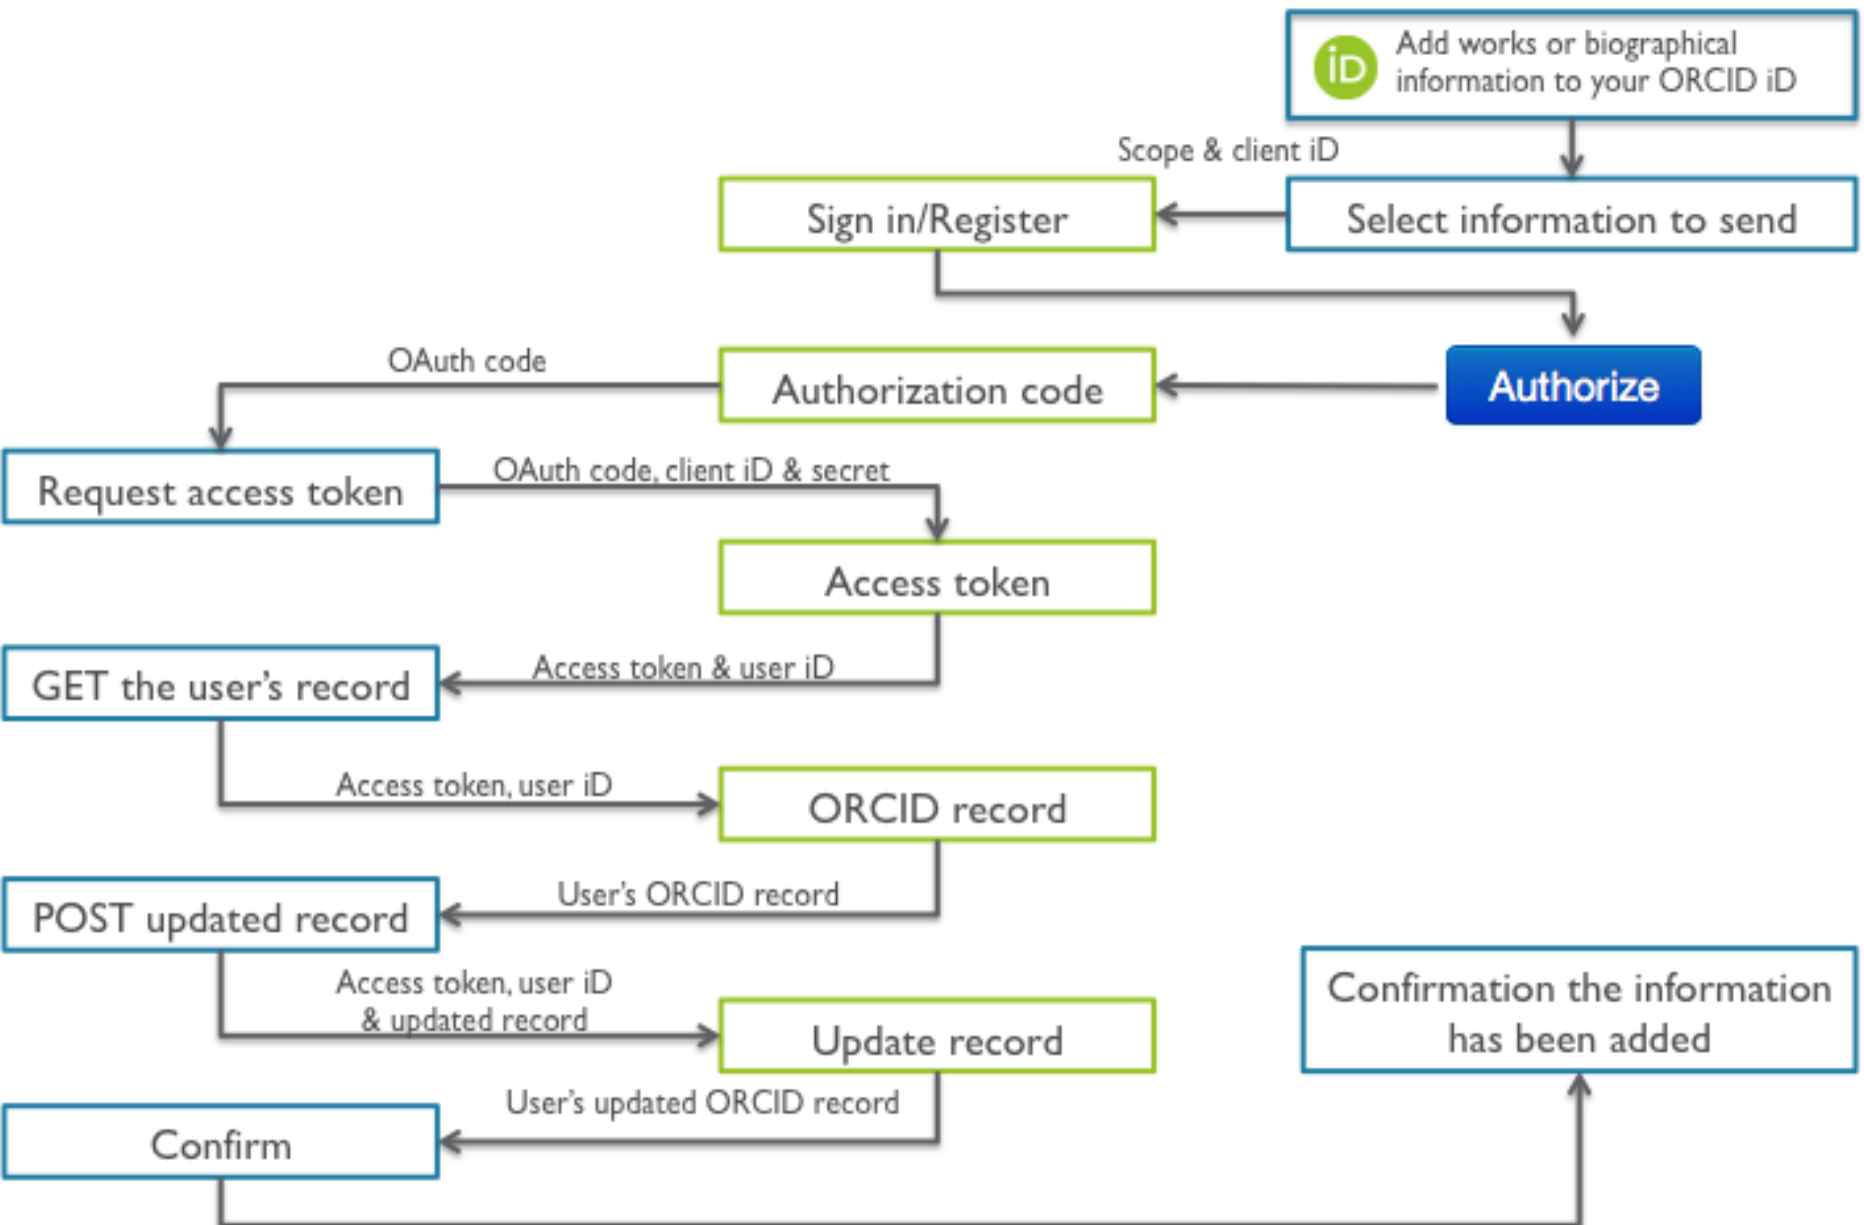 iD
Add works or biographical
information to your ORCID iD
Scope & client iD
Sign in/Register
Select information to send
OAuth code
Authorization code
Authorize
Request access token
OAuth code, client iD & secret
Access token
GET the user's record
Access token & user iD
Access token, user iD
ORCID record
POST updated record
User's ORCID record
Access token, user iD
& updated record
Update record
Confirmation the information
has been added
User's updated ORCID record
Confirm